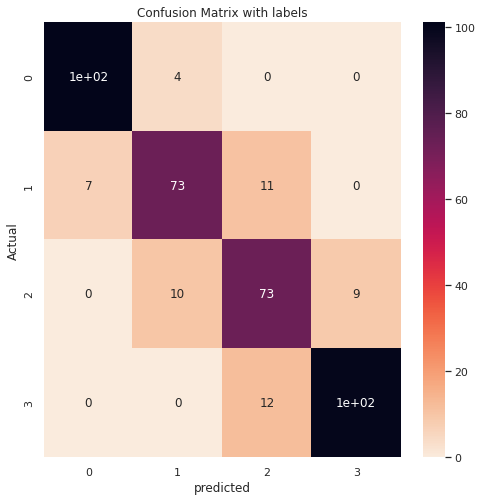 Confusion Matrix with labels
0 1e+02 4 0 0
1 7 73 11 0
2 0 10 73 9
3 0 0 12 1e+02
0 1 2 3
Actual
predicted
100
80
60
40
20
0